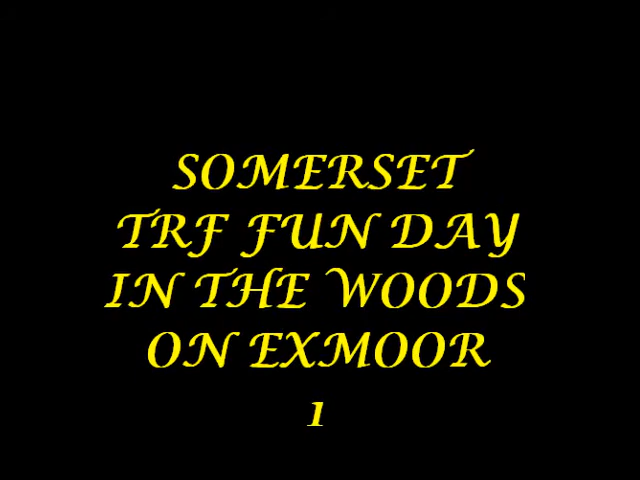 SOMERSET
TRF FUN DAY
IN THE WOODS
ON EXMOOR
1